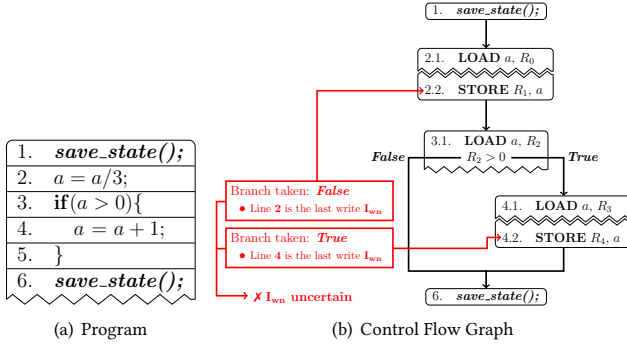 1. save_state();
2. a = a/3;
3. if(a > 0){
4. a = a + 1;
5. }
6. save_state();
(a) Program
1. save_state();
2.1. LOAD a, R0
2.2. STORE R1, a
3.1. LOAD a, R2
False R2 > 0 True
Branch taken: False
• Line 2 is the last write Iwn
4.1. LOAD a, R3
4.2. STORE R4, a
Branch taken: True
• Line 4 is the last write Iwn
✗ Iwn uncertain
6. save_state();
(b) Control Flow Graph